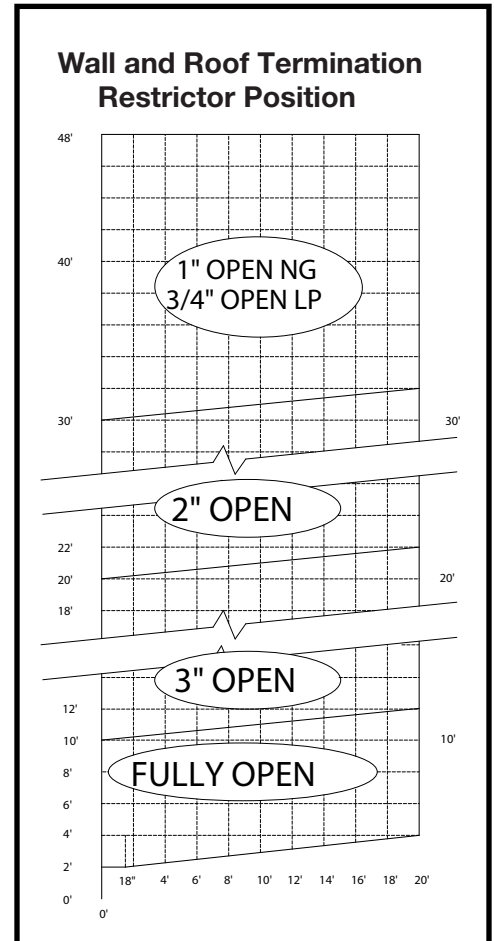 Wall and Roof Termination
Restrictor Position
48'
40'
1" OPEN NG
3/4" OPEN LP
30'
30'
2" OPEN
22'
20'
20'
18'
3" OPEN
12'
10'
10'
FULLY OPEN
8'
6'
4'
2'
18" 4' 6' 8' 10' 12' 14' 16' 18' 20'
0'
0'